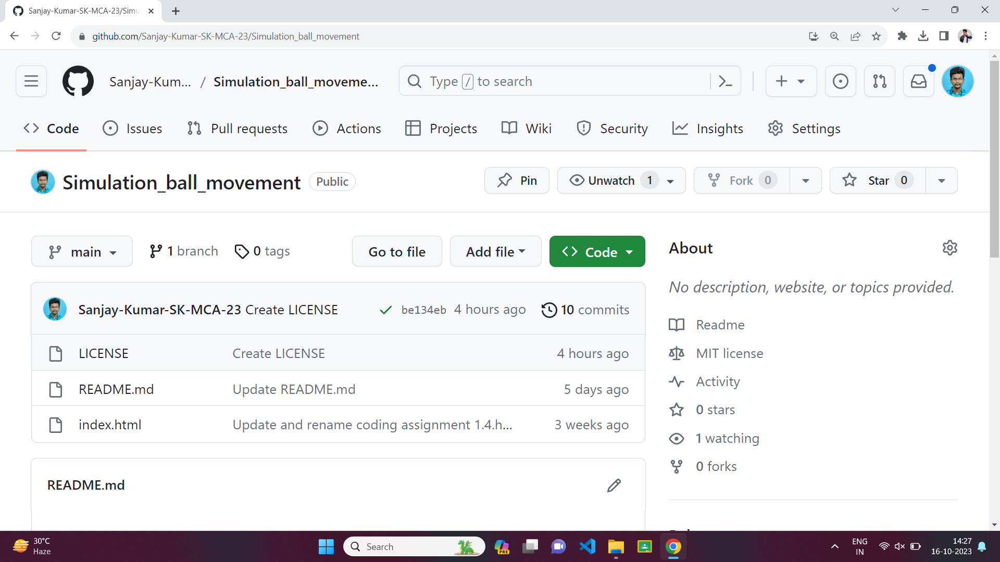 Sanjay-Kumar-SK-MCA-23/Simu
github.com/Sanjay-Kumar-SK-MCA-23/Simulation_ball_movement
Sanjay-Kum... / Simulation_ball_moveme...
Type / to search
Code Issues Pull requests Actions Projects Wiki Security Insights Settings
Simulation_ball_movement Public
Pin Unwatch 1 Fork 0 Star 0
main 1 branch 0 tags Go to file Add file Code
Sanjay-Kumar-SK-MCA-23 Create LICENSE be134eb 4 hours ago 10 commits
LICENSE Create LICENSE 4 hours ago
README.md Update README.md 5 days ago
index.html Update and rename coding assignment 1.4.h... 3 weeks ago
README.md
About
No description, website, or topics provided.
Readme
MIT license
Activity
0 stars
1 watching
0 forks
30°C
Haze
Search
PRE
ENG
IN
14:27
16-10-2023